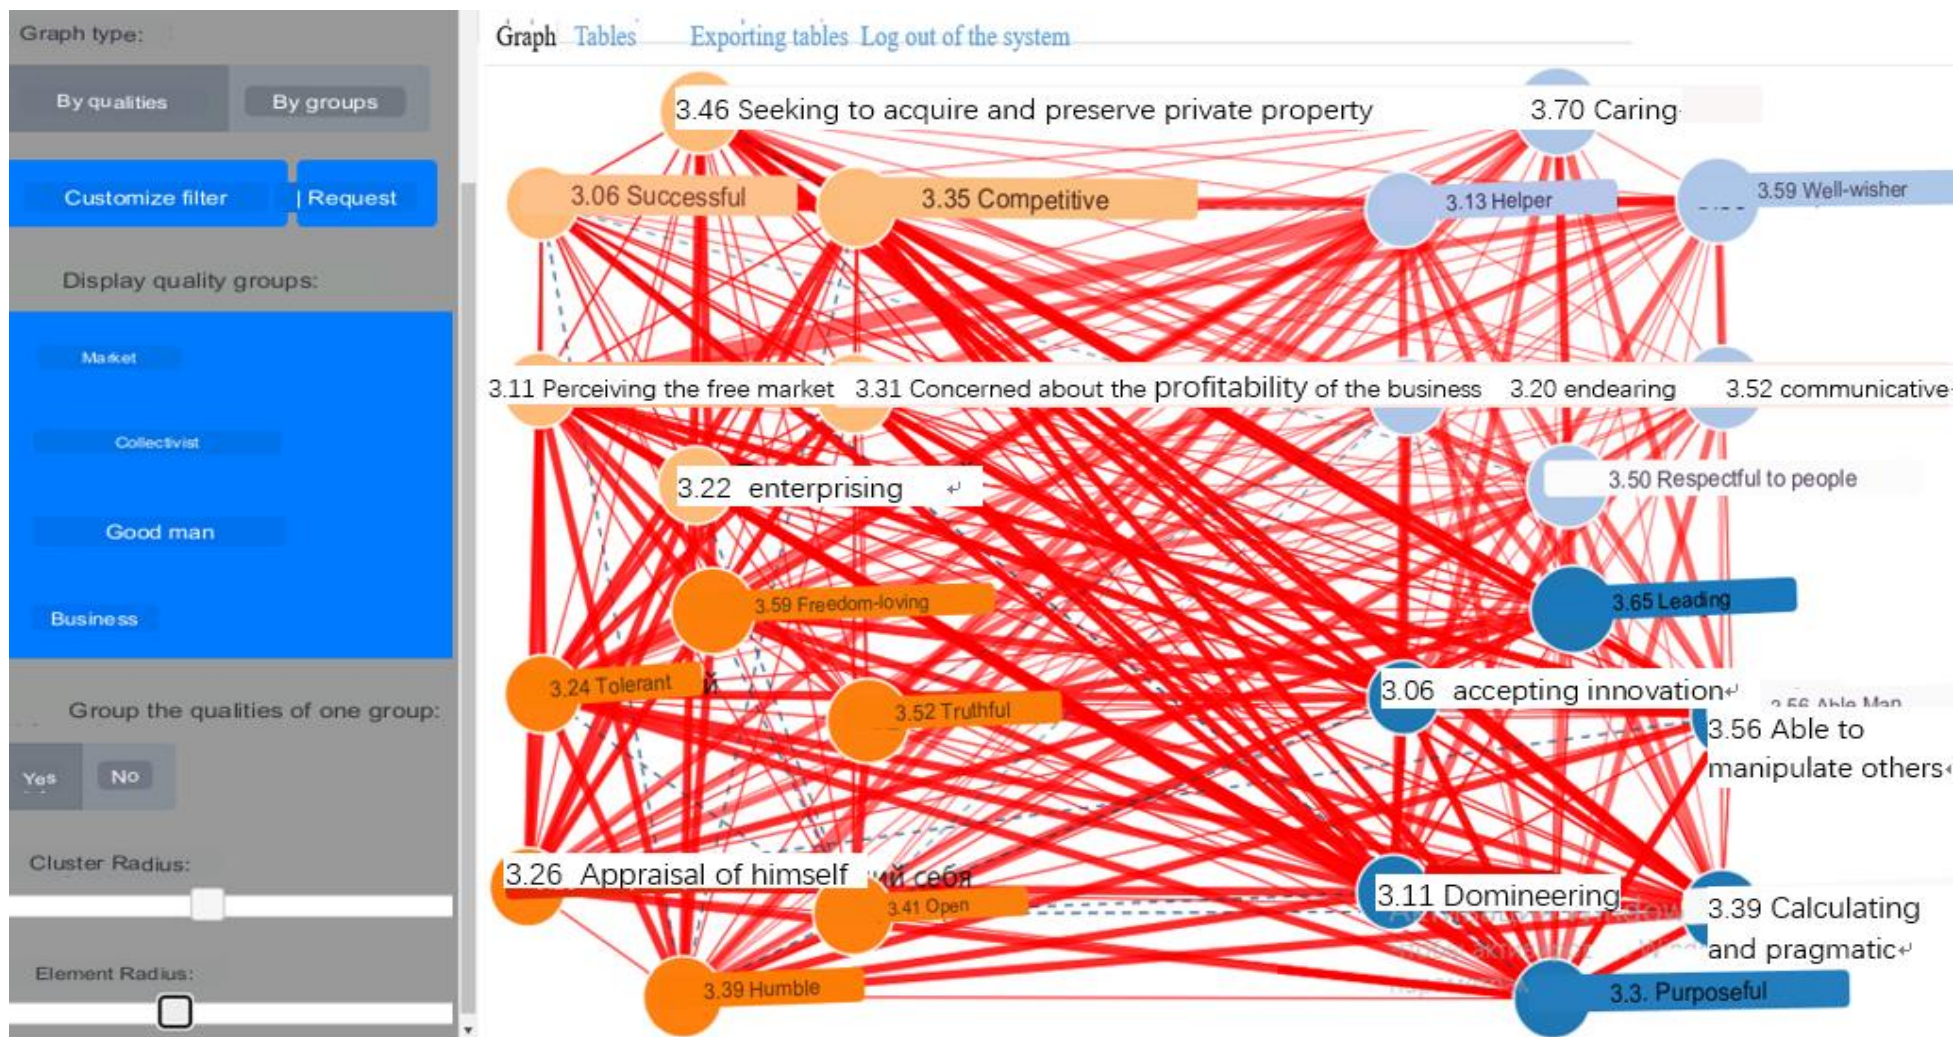 Graph type:
By qualities
By groups
Customize filter
| Request
Display quality groups:
Market
Collectivist
Good man
Business
Group the qualities of one group:
Yes
No
Cluster Radius:
Element Radius:
Graph Tables Exporting tables Log out of the system
3.46 Seeking to acquire and preserve private property
3.70 Caring
3.06 Successful
3.35 Competitive
3.13 Helper
3.59 Well-wisher
3.11 Perceiving the free market
3.31 Concerned about the profitability of the business
3.20 endearing
3.52 communicative
3.22 enterprising
3.50 Respectful to people
3.59 Freedom-loving
3.65 Leading
3.24 Tolerant
й
3.52 Truthful
3.06 accepting innovation
3.56 Able Man
3.56 Able to
manipulate others
3.26 Appraisal of himself
ий себя
3.41 Open
3.11 Domineering
3.39 Calculating
and pragmatic
3.39 Humble
3.3. Purposeful